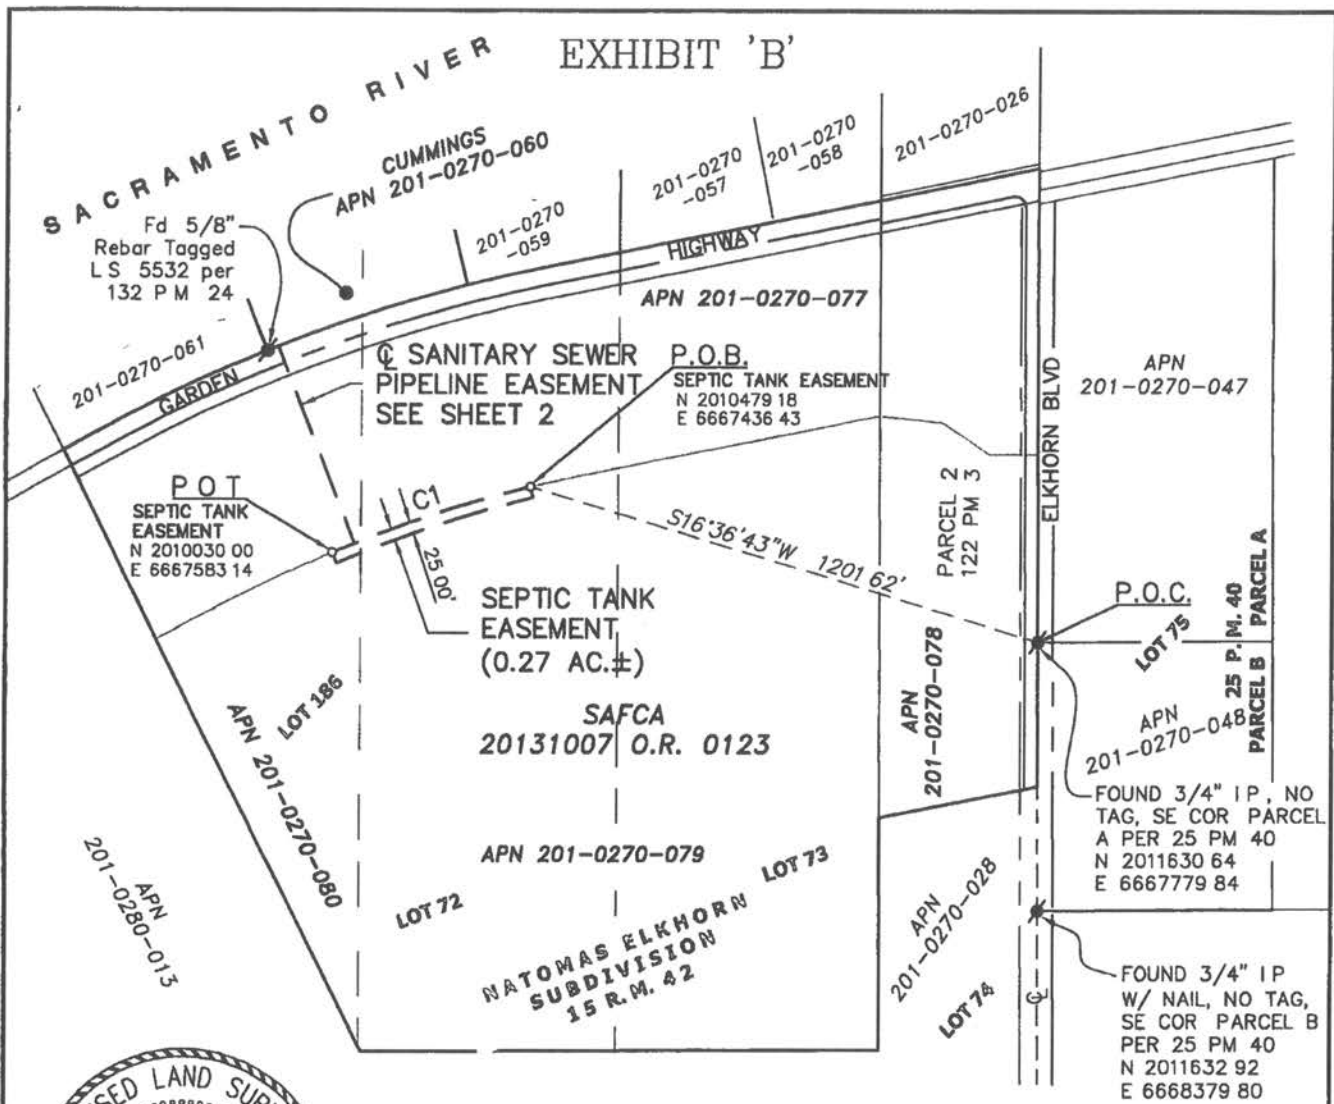 EXHIBIT 'B'
SACRAMENTO RIVER
CUMMINGS
APN 201-0270-060
201-0270
-059
201-0270
-057
201-0270
-058
201-0270-026
Fd 5/8"
Rebar Tagged
LS 5532 per
132 PM 24
201-0270-061
GARDEN
HIGHWAY
APN 201-0270-077
℄ SANITARY SEWER
PIPELINE EASEMENT
SEE SHEET 2
P.O.B.
SEPTIC TANK EASEMENT
N 2010479 18
E 6667436 43
ELKHORN BLVD
APN
201-0270-047
P O T
SEPTIC TANK
EASEMENT
N 2010030 00
E 6667583 14
C1
25 00'
S16°36'43"W 1201 62'
PARCEL 2
122 PM 3
SEPTIC TANK
EASEMENT
(0.27 AC.±)
P.O.C.
LOT 75
25 P. M. 40
PARCEL B PARCEL A
APN
201-0270-048
LOT 186
APN 201-0270-080
SAFCA
20131007 O.R. 0123
APN
201-0270-078
FOUND 3/4" IP, NO
TAG, SE COR PARCEL
A PER 25 PM 40
N 2011630 64
E 6667779 84
APN
201-0280-013
APN 201-0270-079
LOT 72
LOT 73
NATOMAS ELKHORN
SUBDIVISION
15 R.M. 42
APN
201-0270-028
LOT 74
℄
FOUND 3/4" IP
W/ NAIL, NO TAG,
SE COR PARCEL B
PER 25 PM 40
N 2011632 92
E 6668379 80
LAND